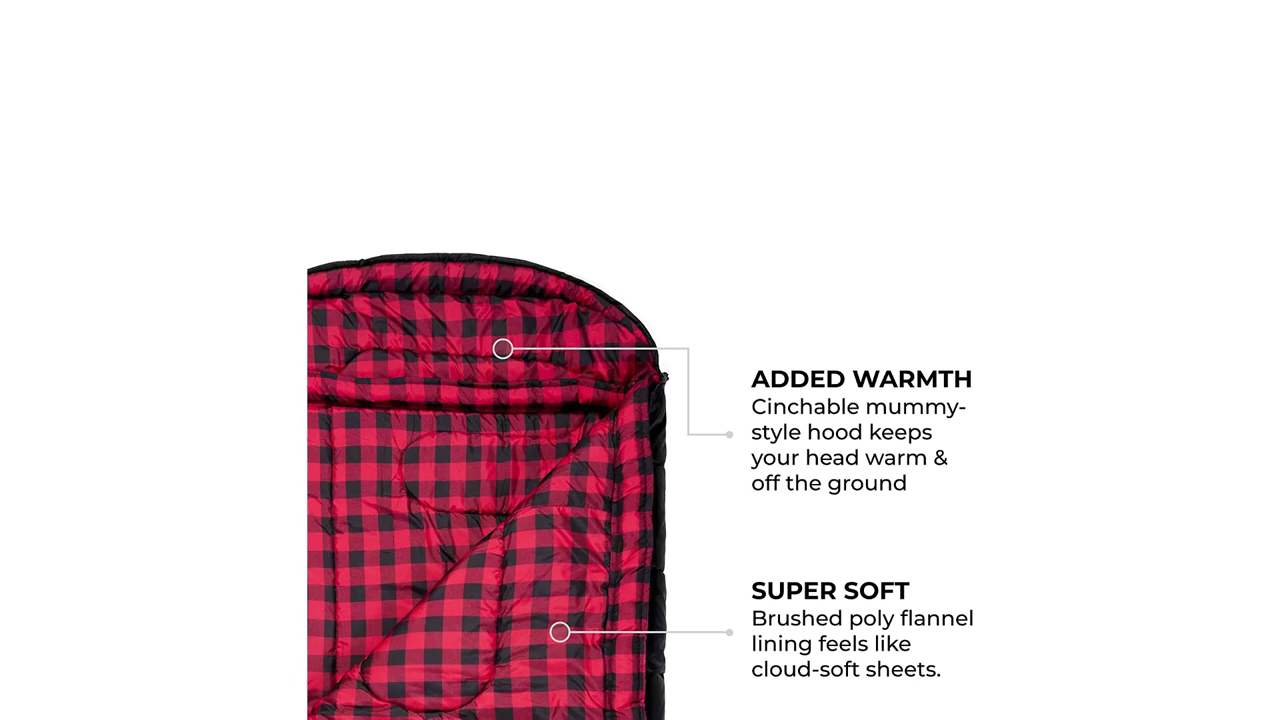 ADDED WARMTH
Cinchable mummy-
style hood keeps
your head warm &
off the ground
SUPER SOFT
Brushed poly flannel
lining feels like
cloud-soft sheets.